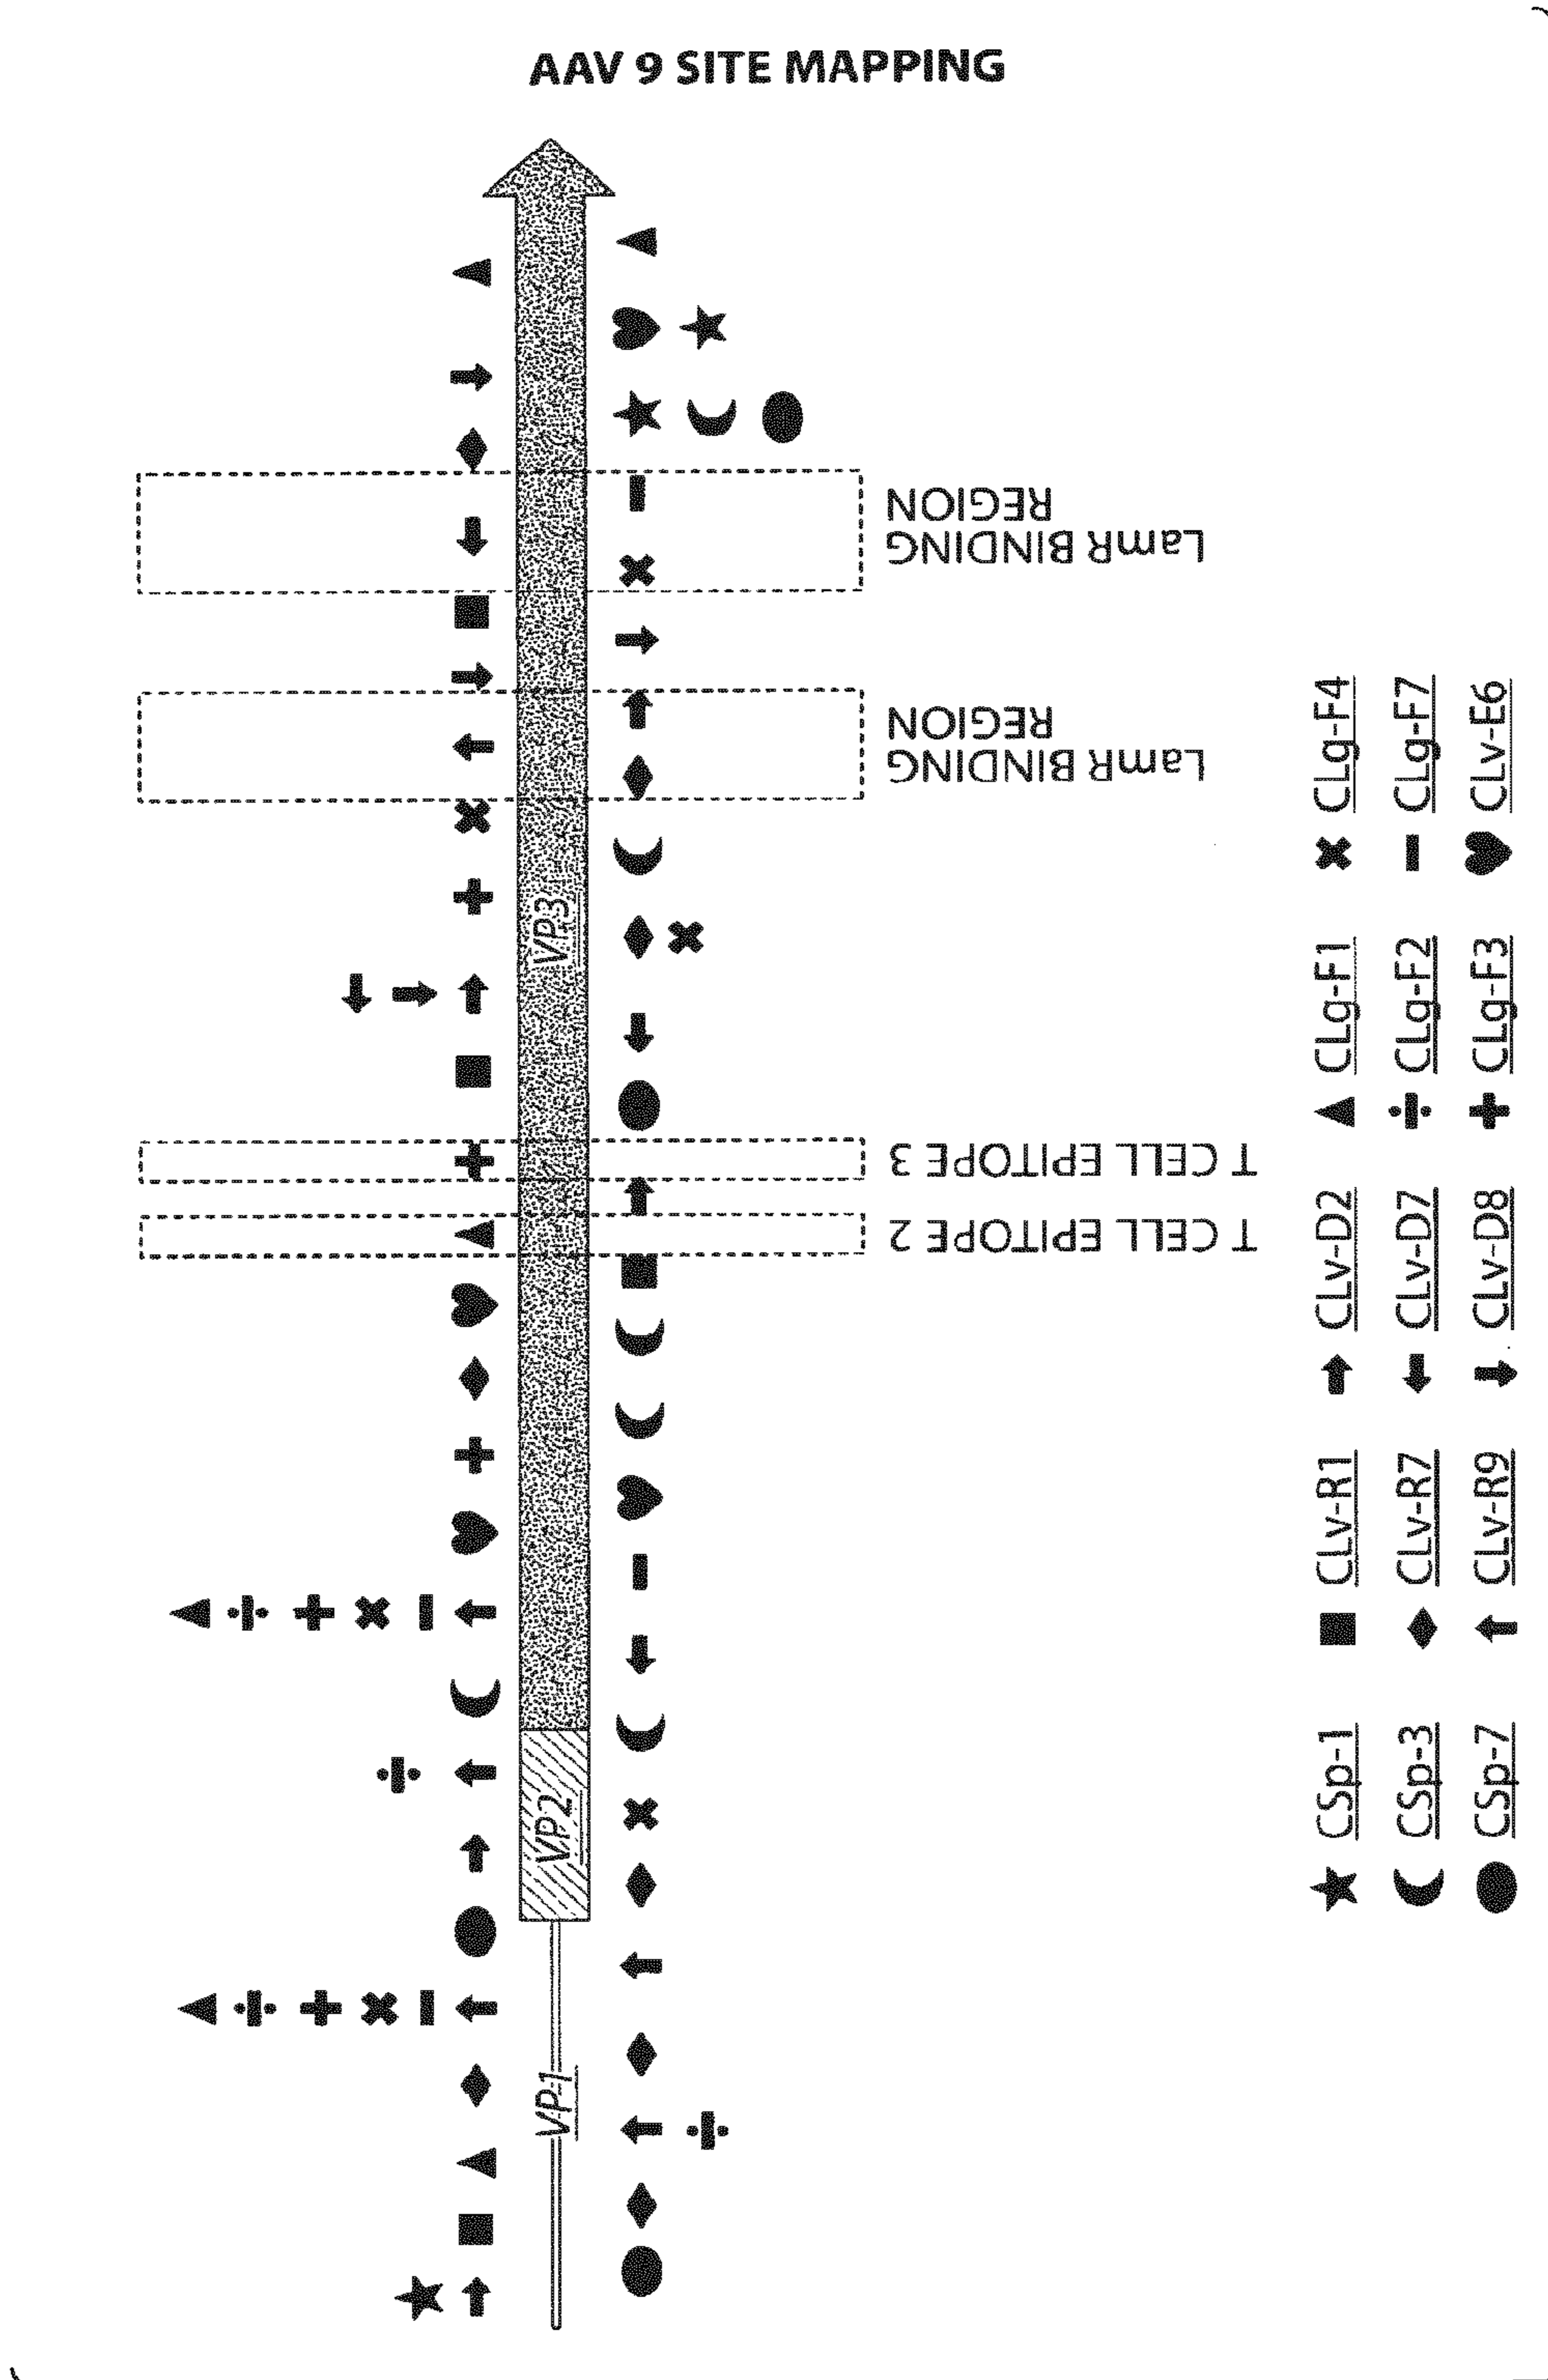 AAV 9 SITE MAPPING
VP-1
VP2
VP3
T CELL EPITOPE 2
T CELL EPITOPE 3
LamR BINDING
REGION
LamR BINDING
REGION
CSp-1
CSp-3
CSp-7
CLv-R1
CLv-R7
CLv-R9
CLv-D2
CLv-D7
CLv-D8
CLg-F1
CLg-F2
CLg-F3
CLg-F4
CLg-F7
CLv-E6